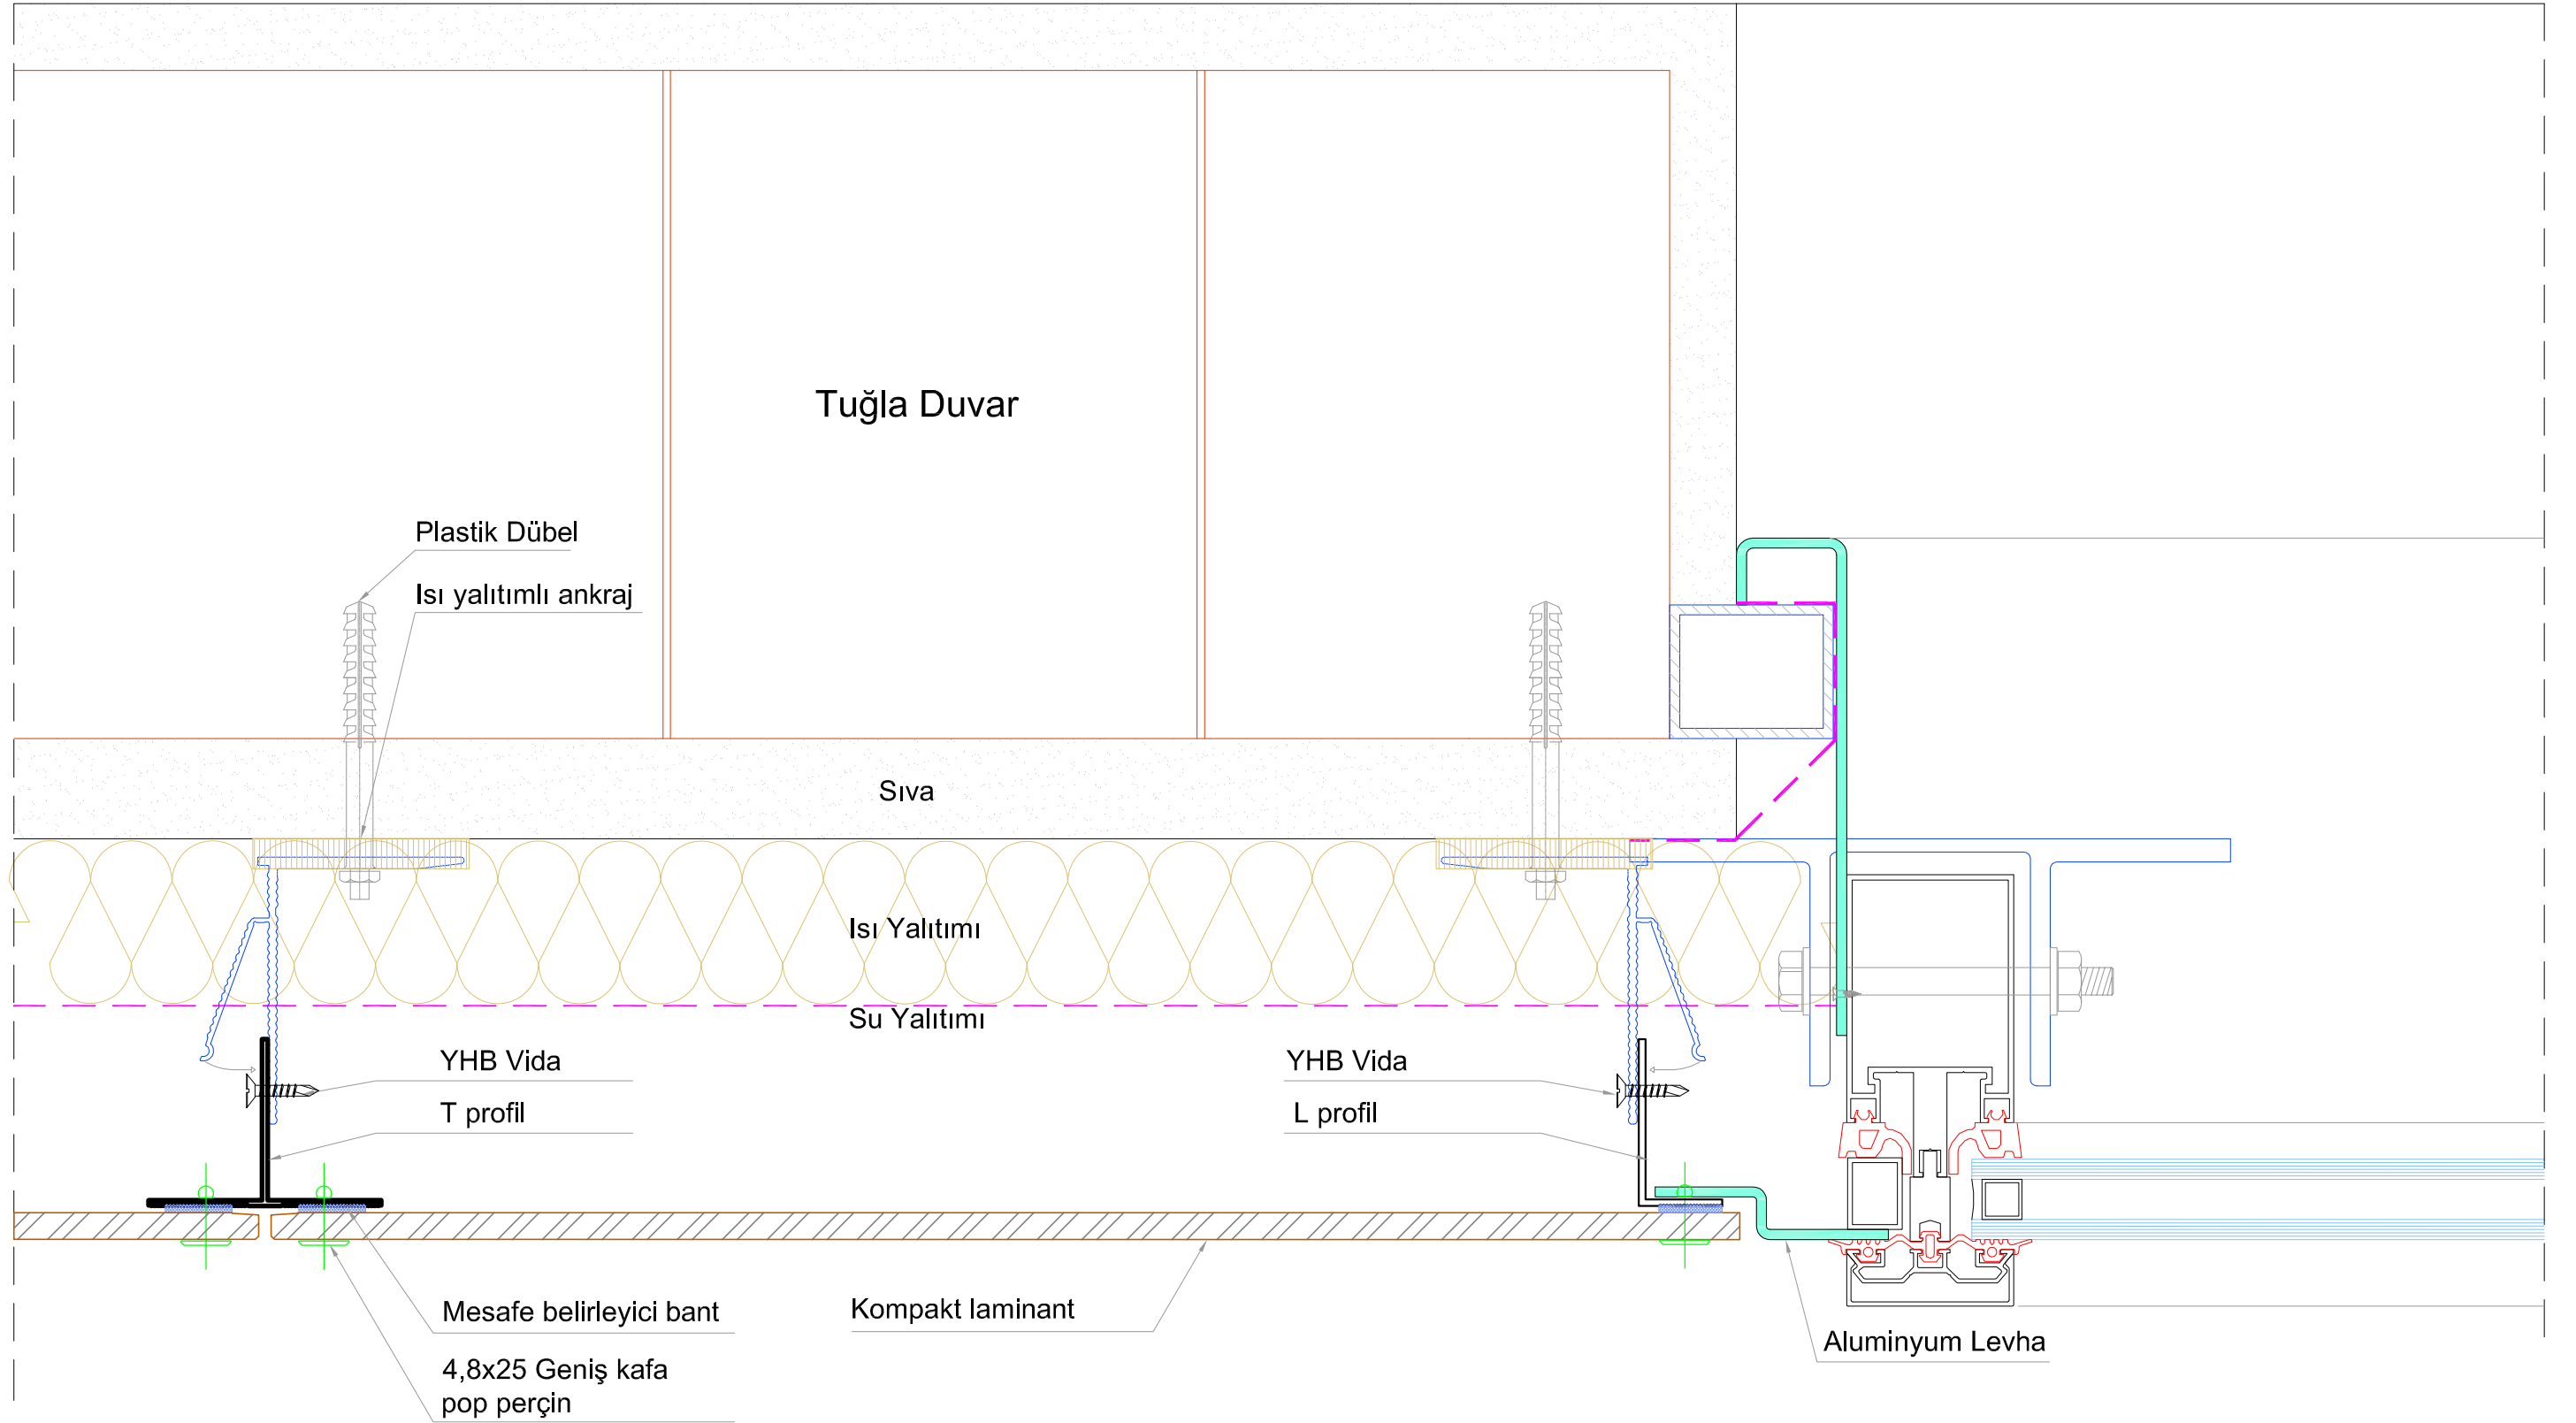 Tuğla Duvar
Plastik Dübel
Isı yalıtımlı ankraj
Sıva
Isı Yalıtımı
Su Yalıtımı
YHB Vida
T profil
YHB Vida
L profil
Mesafe belirleyici bant
Kompakt laminant
4,8x25 Geniş kafa
pop perçin
Aluminyum Levha